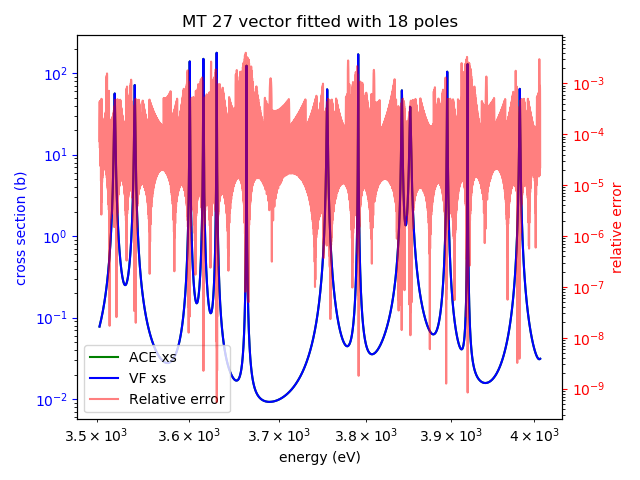 MT 27 vector fitted with 18 poles
10²
10¹
10⁰
10⁻¹
10⁻²
cross section (b)
10⁻³
10⁻⁴
10⁻⁵
10⁻⁶
10⁻⁷
10⁻⁸
10⁻⁹
relative error
ACE xs
VF xs
Relative error
3.5 × 10³ 3.6 × 10³ 3.7 × 10³ 3.8 × 10³ 3.9 × 10³ 4 × 10³
energy (eV)